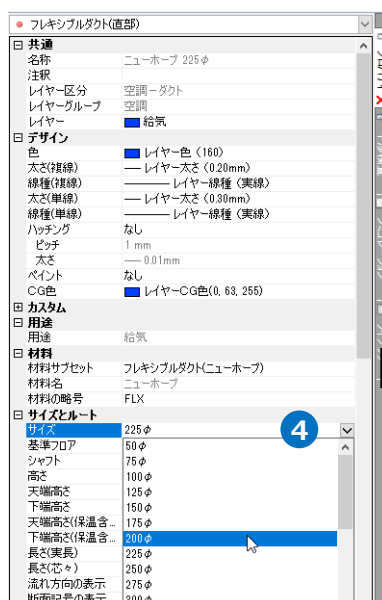 フレキシブルダクト(直部)
共通
名称 ニューホープ 225φ
注釈
レイヤー区分 空調-ダクト
レイヤーグループ 空調
レイヤー 給気
デザイン
色 レイヤー色 (160)
太さ(複線) レイヤー太さ (0.20mm)
線種(複線) レイヤー線種 (実線)
太さ(単線) レイヤー太さ (0.30mm)
線種(単線) レイヤー線種 (実線)
ハッチング なし
ピッチ 1 mm
太さ 0.01mm
ペイント なし
CG色 レイヤーCG色(0, 63, 255)
カスタム
用途
用途 給気
材料
材料サブセット フレキシブルダクト(ニューホープ)
材料名 ニューホープ
材料の略号 FLX
サイズとルート
サイズ 225φ 4
基準フロア 50φ
シャフト 75φ
高さ 100φ
天端高さ 125φ
下端高さ 150φ
天端高さ(保温含... 175φ
下端高さ(保温含... 200φ
長さ(実長) 225φ
長さ(芯々) 250φ
流れ方向の表示 275φ
断面記号の表示 300φ